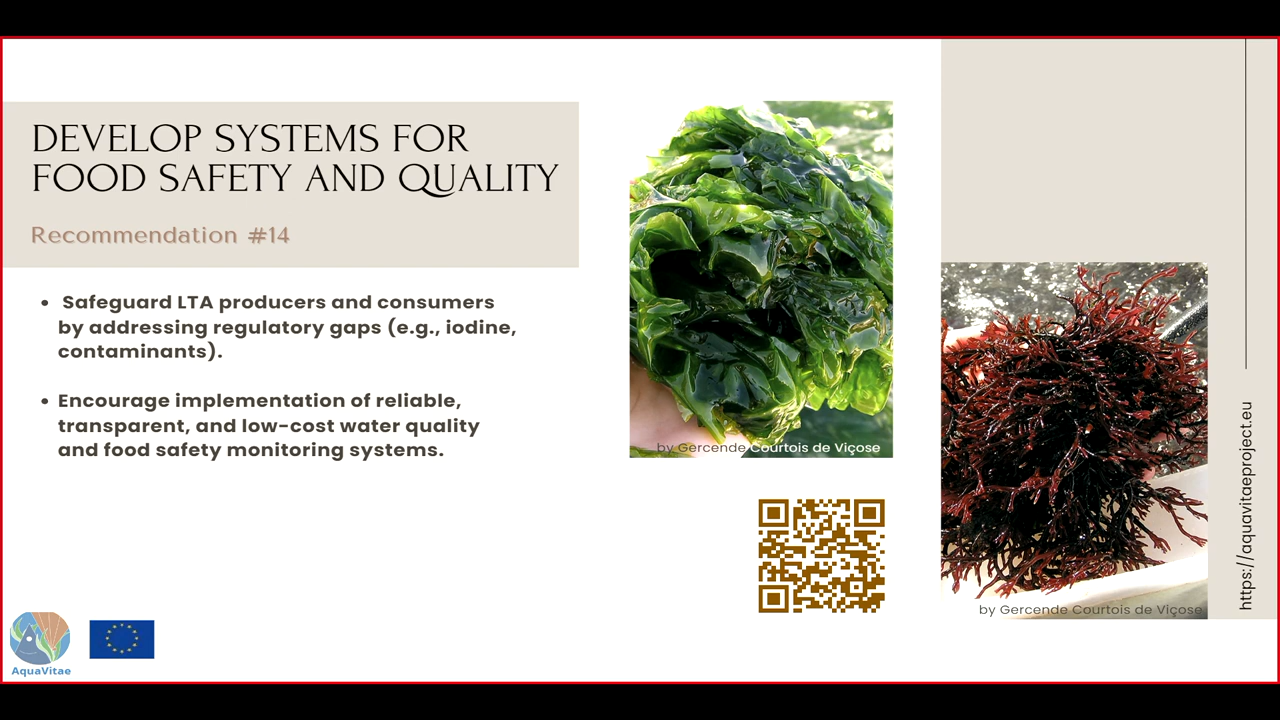 DEVELOP SYSTEMS FOR
FOOD SAFETY AND QUALITY
Recommendation #14
• Safeguard LTA producers and consumers
by addressing regulatory gaps (e.g., iodine,
contaminants).
• Encourage implementation of reliable,
transparent, and low-cost water quality
and food safety monitoring systems.
by Gercende Courtois de Viçose
by Gercende Courtois de Viçose
https://aquavitaeproject.eu
AquaVitae